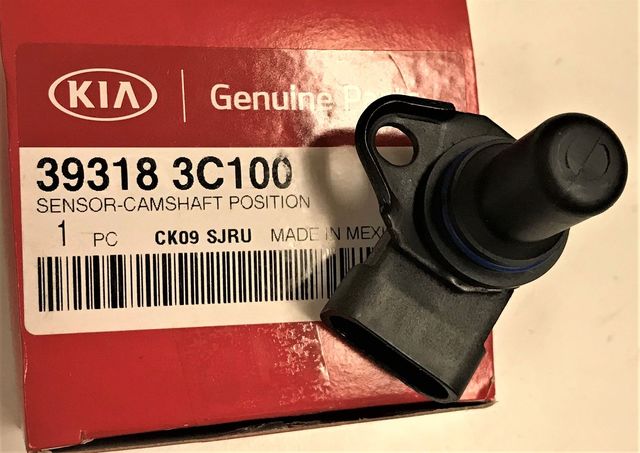 KIA
Genuine
39318 3C100
SENSOR-CAMSHAFT POSITION
1 PC CK09 SJRU MADE IN